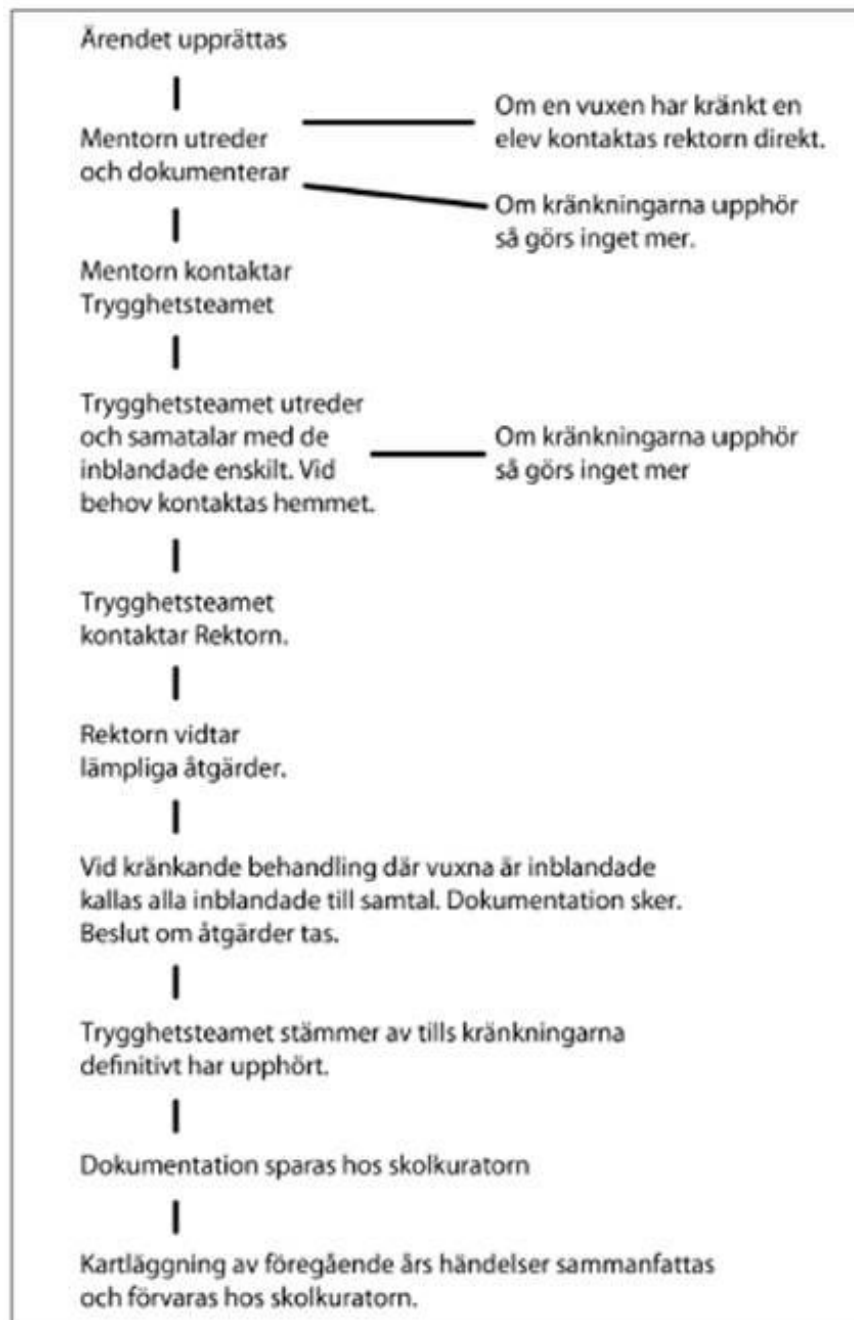 Ärendet upprättas
Mentorn utreder
och dokumenterar
Om en vuxen har kränkt en
elev kontaktas rektorn direkt.
Om kränkningarna upphör
så görs inget mer.
Mentorn kontaktar
Trygghetsteamet
Trygghetsteamet utreder
och samatalar med de
inblandade enskilt. Vid
behov kontaktas hemmet.
Om kränkningarna upphör
så görs inget mer
Trygghetsteamet
kontaktar Rektorn.
Rektorn vidtar
lämpliga åtgärder.
Vid kränkande behandling där vuxna är inblandade
kallas alla inblandade till samtal. Dokumentation sker.
Beslut om åtgärder tas.
Trygghetsteamet stämmer av tills kränkningarna
definitivt har upphört.
Dokumentation sparas hos skolkuratorn
Kartläggning av föregående års händelser sammanfattas
och förvaras hos skolkuratorn.